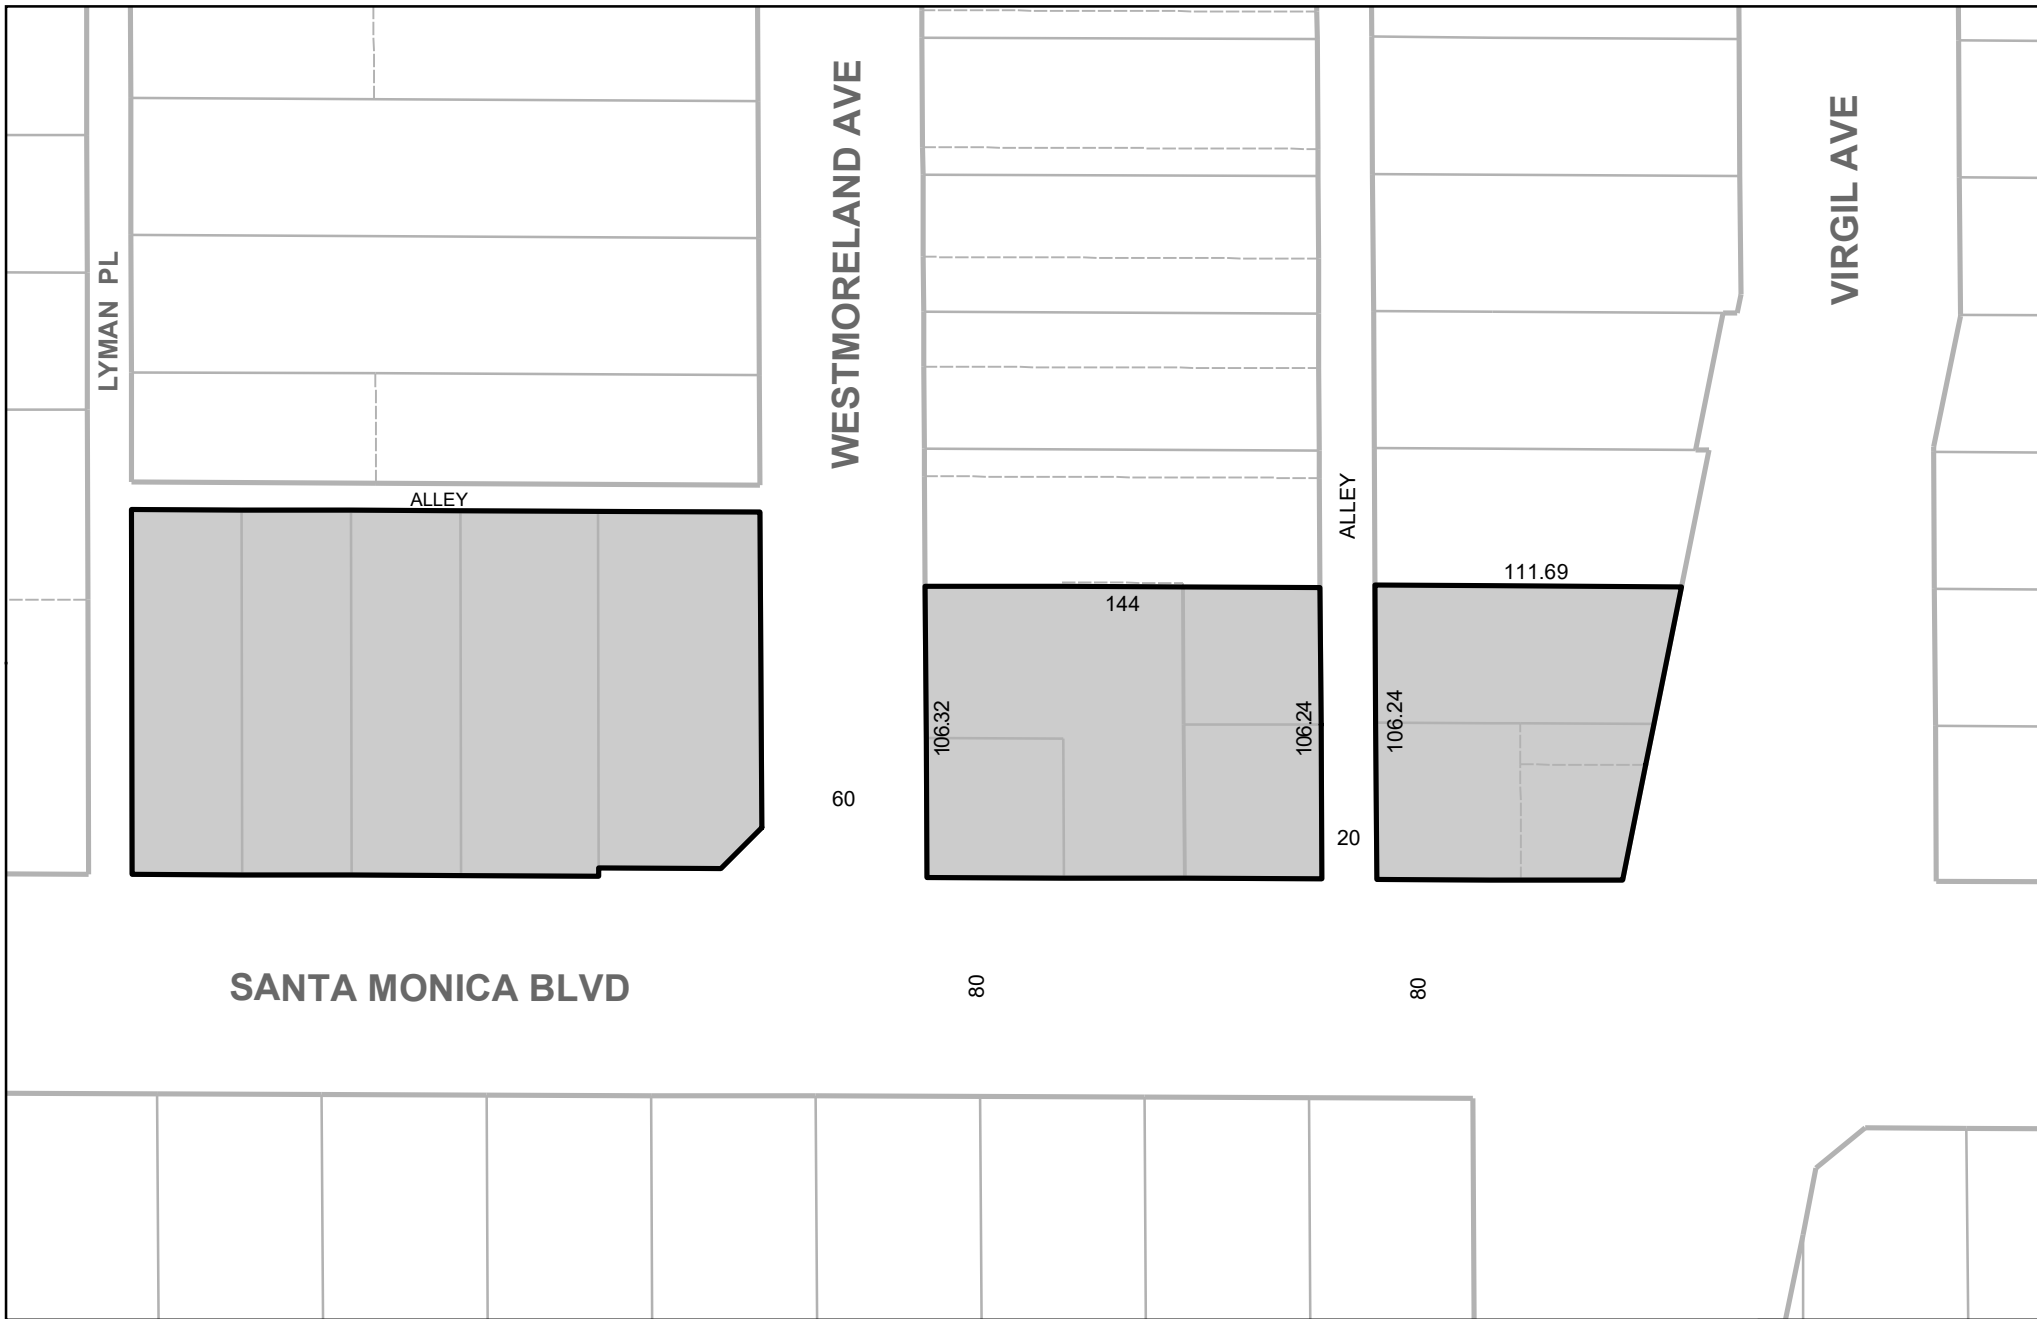 WESTMORELAND AVE
VIRGIL AVE
LYMAN PL
ALLEY
ALLEY
111.69
144
106.32
106.24
106.24
60
20
SANTA MONICA BLVD
80
80